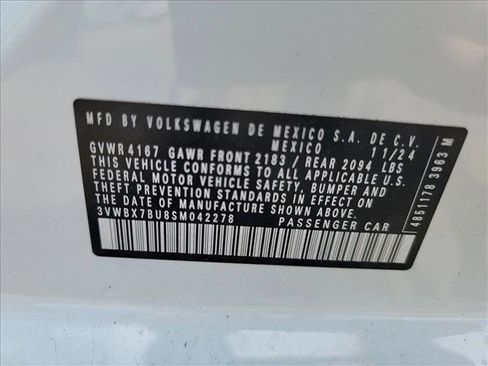 MFD BY VOLKSWAGEN DE MEXICO S.A. DE C.V.
MEXICO 11/24
GVWR 4167 GAWR FRONT 2183 / REAR 2094 LBS
THIS VEHICLE CONFORMS TO ALL APPLICABLE U.S.
FEDERAL MOTOR VEHICLE SAFETY, BUMPER AND
THEFT PREVENTION STANDARDS IN EFFECT ON
THE DATE OF MANUFACTURE SHOWN ABOVE
3VWBX7BU8SM042278 PASSENGER CAR
4851178 3963 M